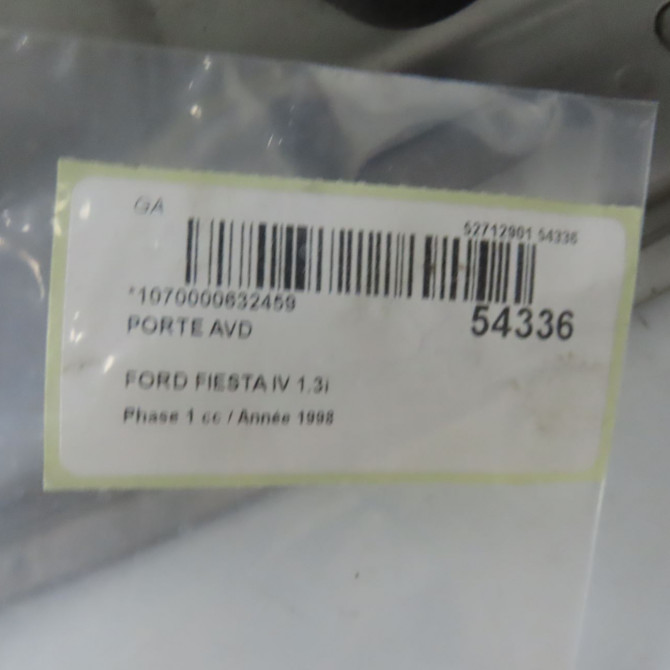 GA
52712901 54336
*1070000632459
PORTE AVD
54336
FORD FIESTA IV 1.3i
Phase 1 cc / Année 1998